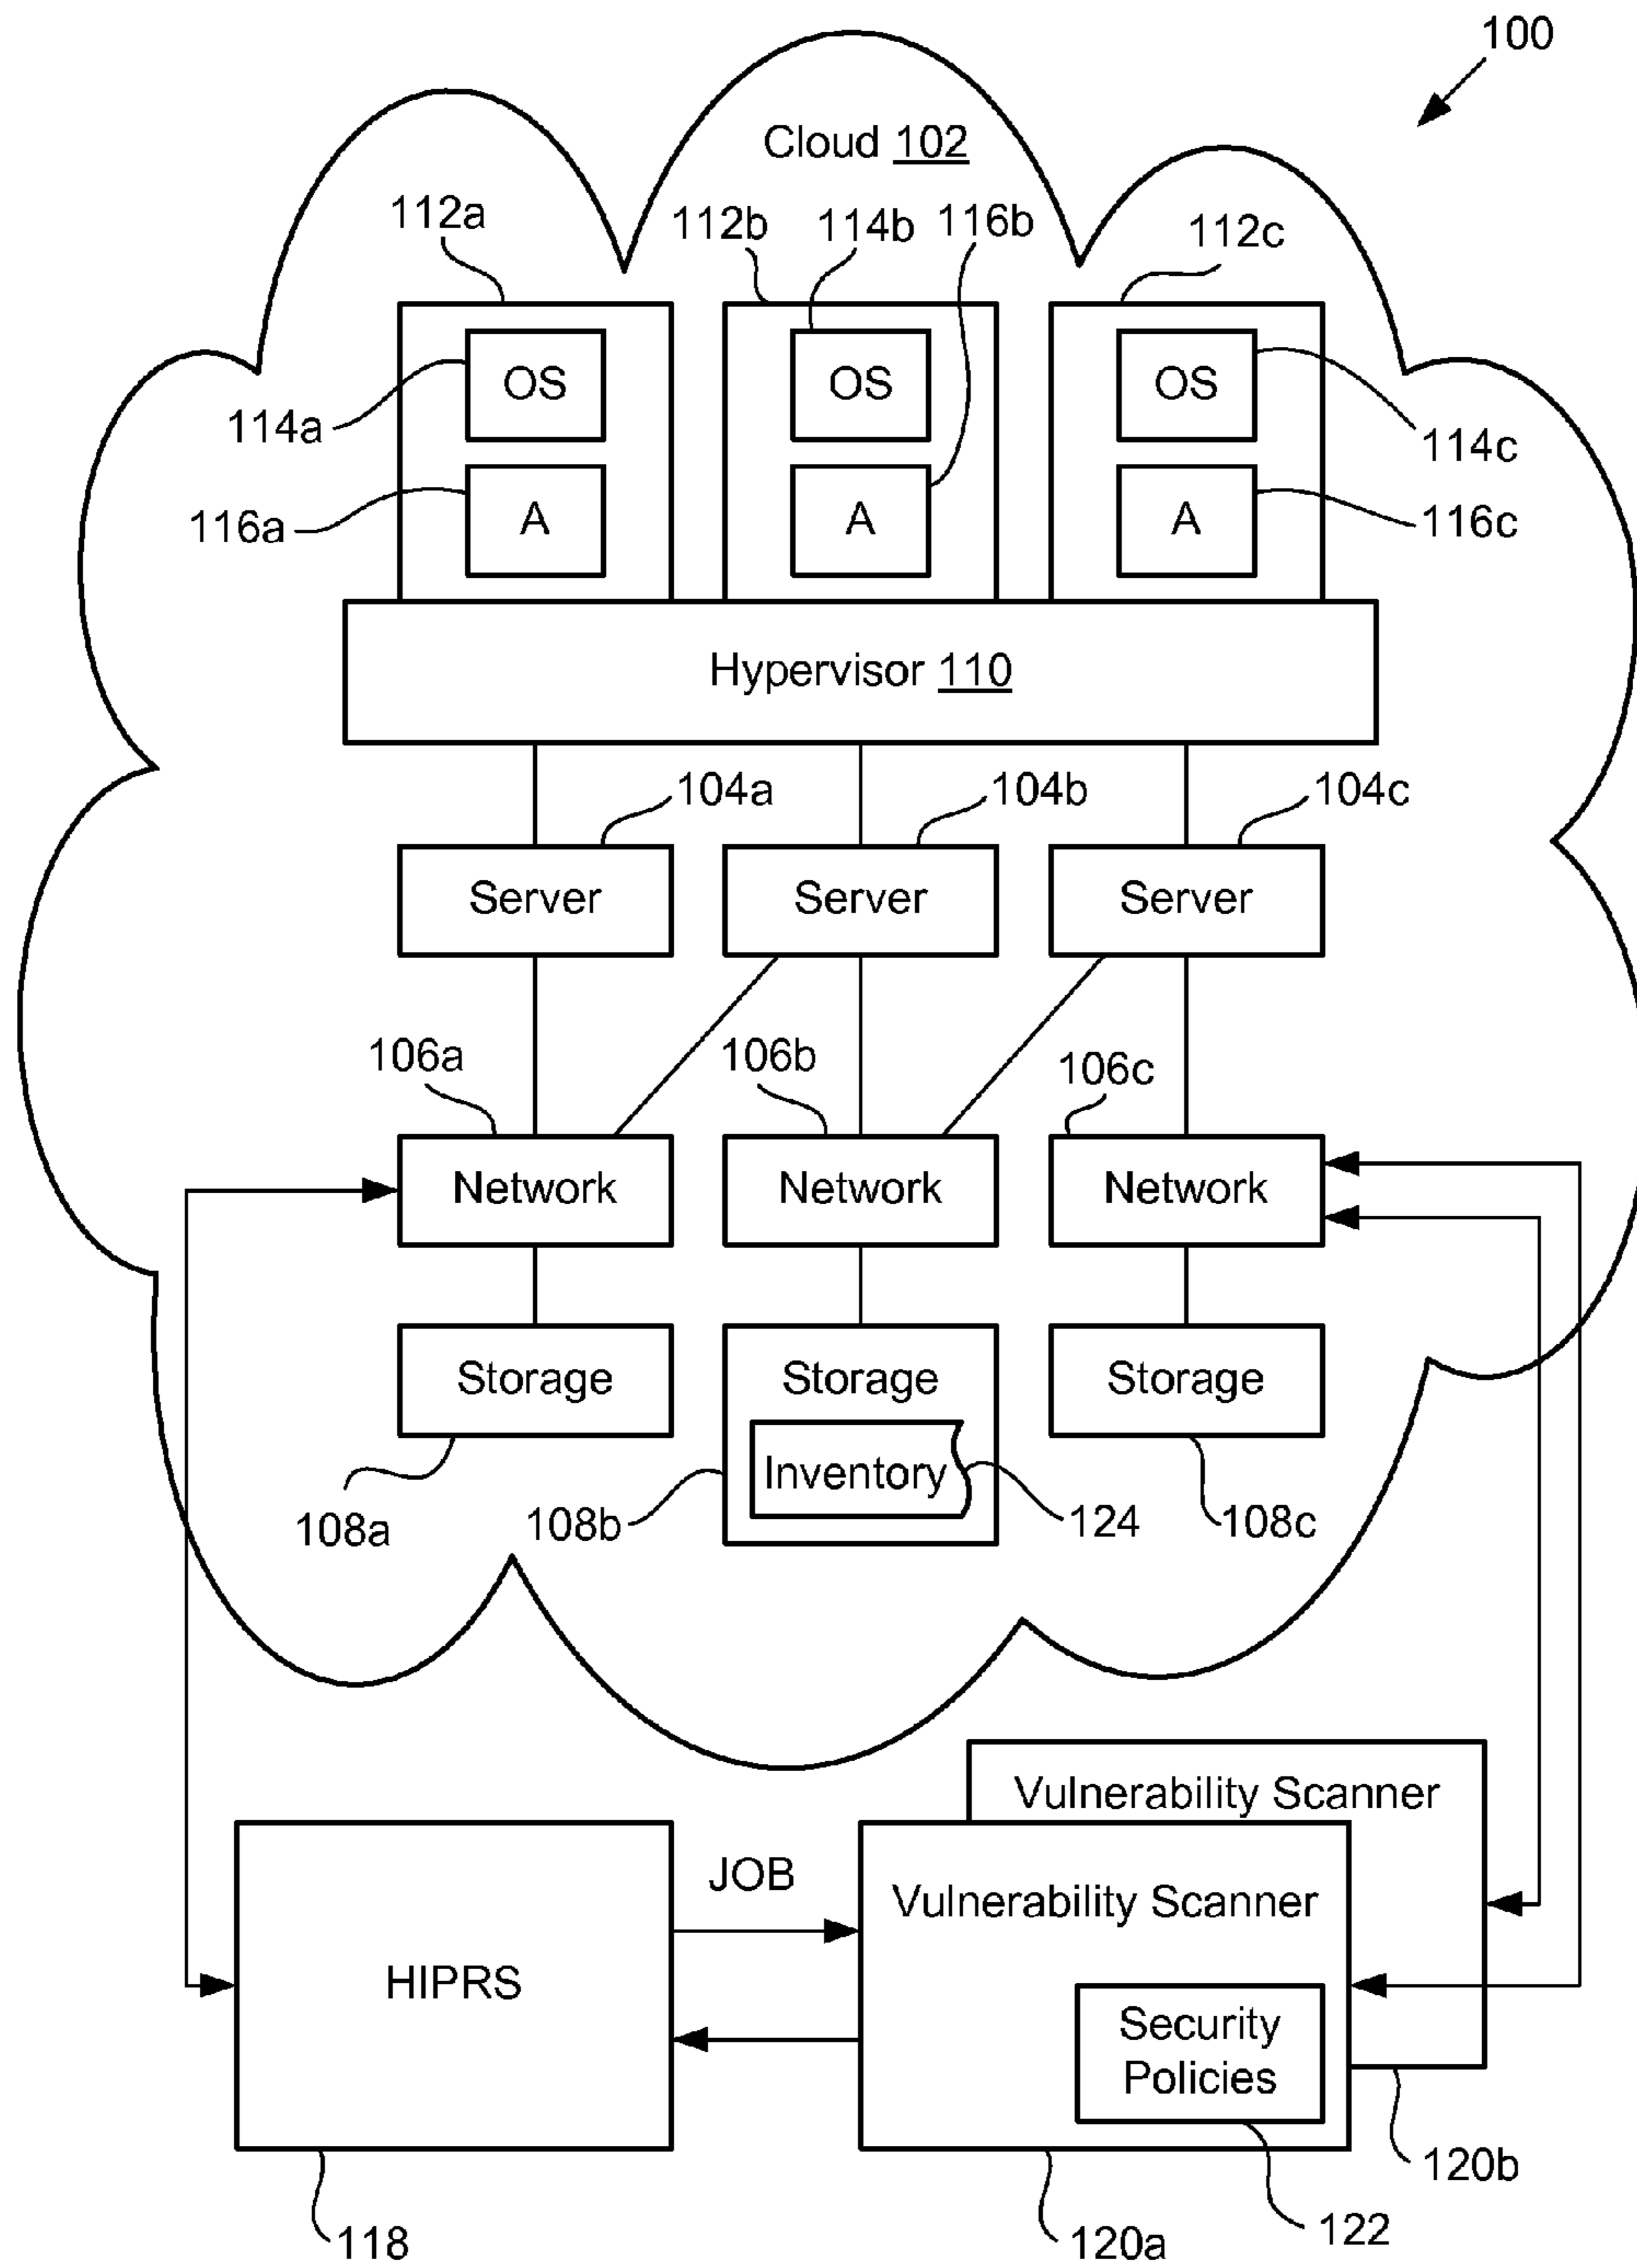 100
Cloud 102
112a
112b
114b
116b
112c
OS
OS
OS
114a
114c
A
A
A
116a
116c
Hypervisor 110
104a
104b
104c
Server
Server
Server
106a
106b
106c
Network
Network
Network
Storage
Storage
Storage
Inventory
108a
108b
124
108c
Vulnerability Scanner
JOB
Vulnerability Scanner
HIPRS
Security
Policies
120b
118
120a
122